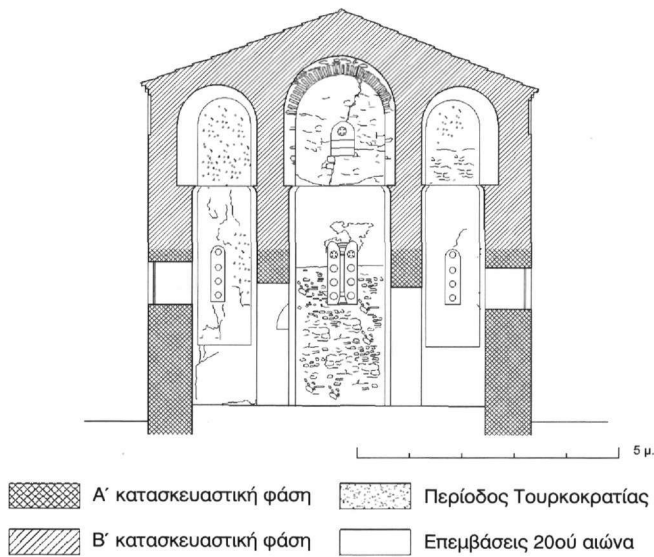 5 μ.
Α΄ κατασκευαστική φάση
Περίοδος Τουρκοκρατίας
Β΄ κατασκευαστική φάση
Επεμβάσεις 20ού αιώνα